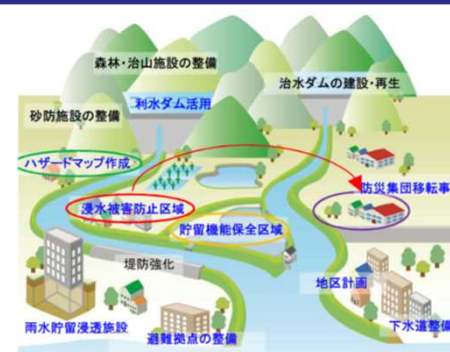 森林・治山施設の整備
治水ダムの建設・再生
利水ダム活用
砂防施設の整備
ハザードマップ作成
防災集団移転事
浸水被害防止区域
貯留機能保全区域
堤防強化
地区計画
雨水貯留浸透施設
避難拠点の整備
下水道整備